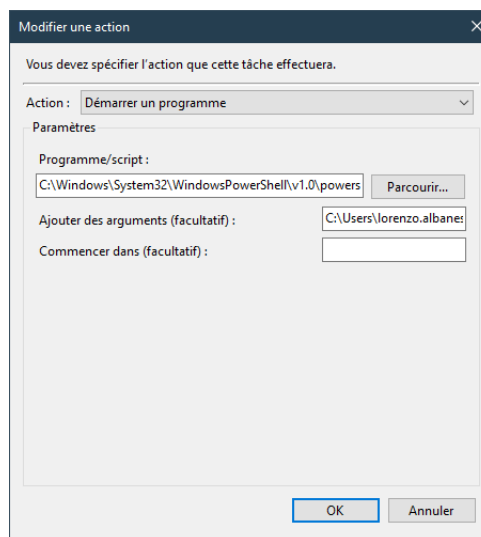 Modifier une action
Vous devez spécifier l'action que cette tâche effectuera.
Action : Démarrer un programme
Paramètres
Programme/script :
C:\Windows\System32\WindowsPowerShell\v1.0\powers Parcourir...
Ajouter des arguments (facultatif) : C:\Users\lorenzo.albanes
Commencer dans (facultatif) :
OK Annuler